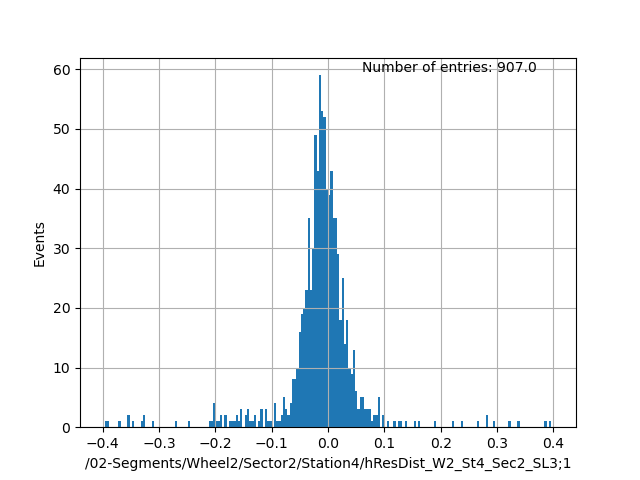 Number of entries: 907.0
60
50
40
30
20
10
0
Events
−0.4 −0.3 −0.2 −0.1 0.0 0.1 0.2 0.3 0.4
/02-Segments/Wheel2/Sector2/Station4/hResDist_W2_St4_Sec2_SL3;1